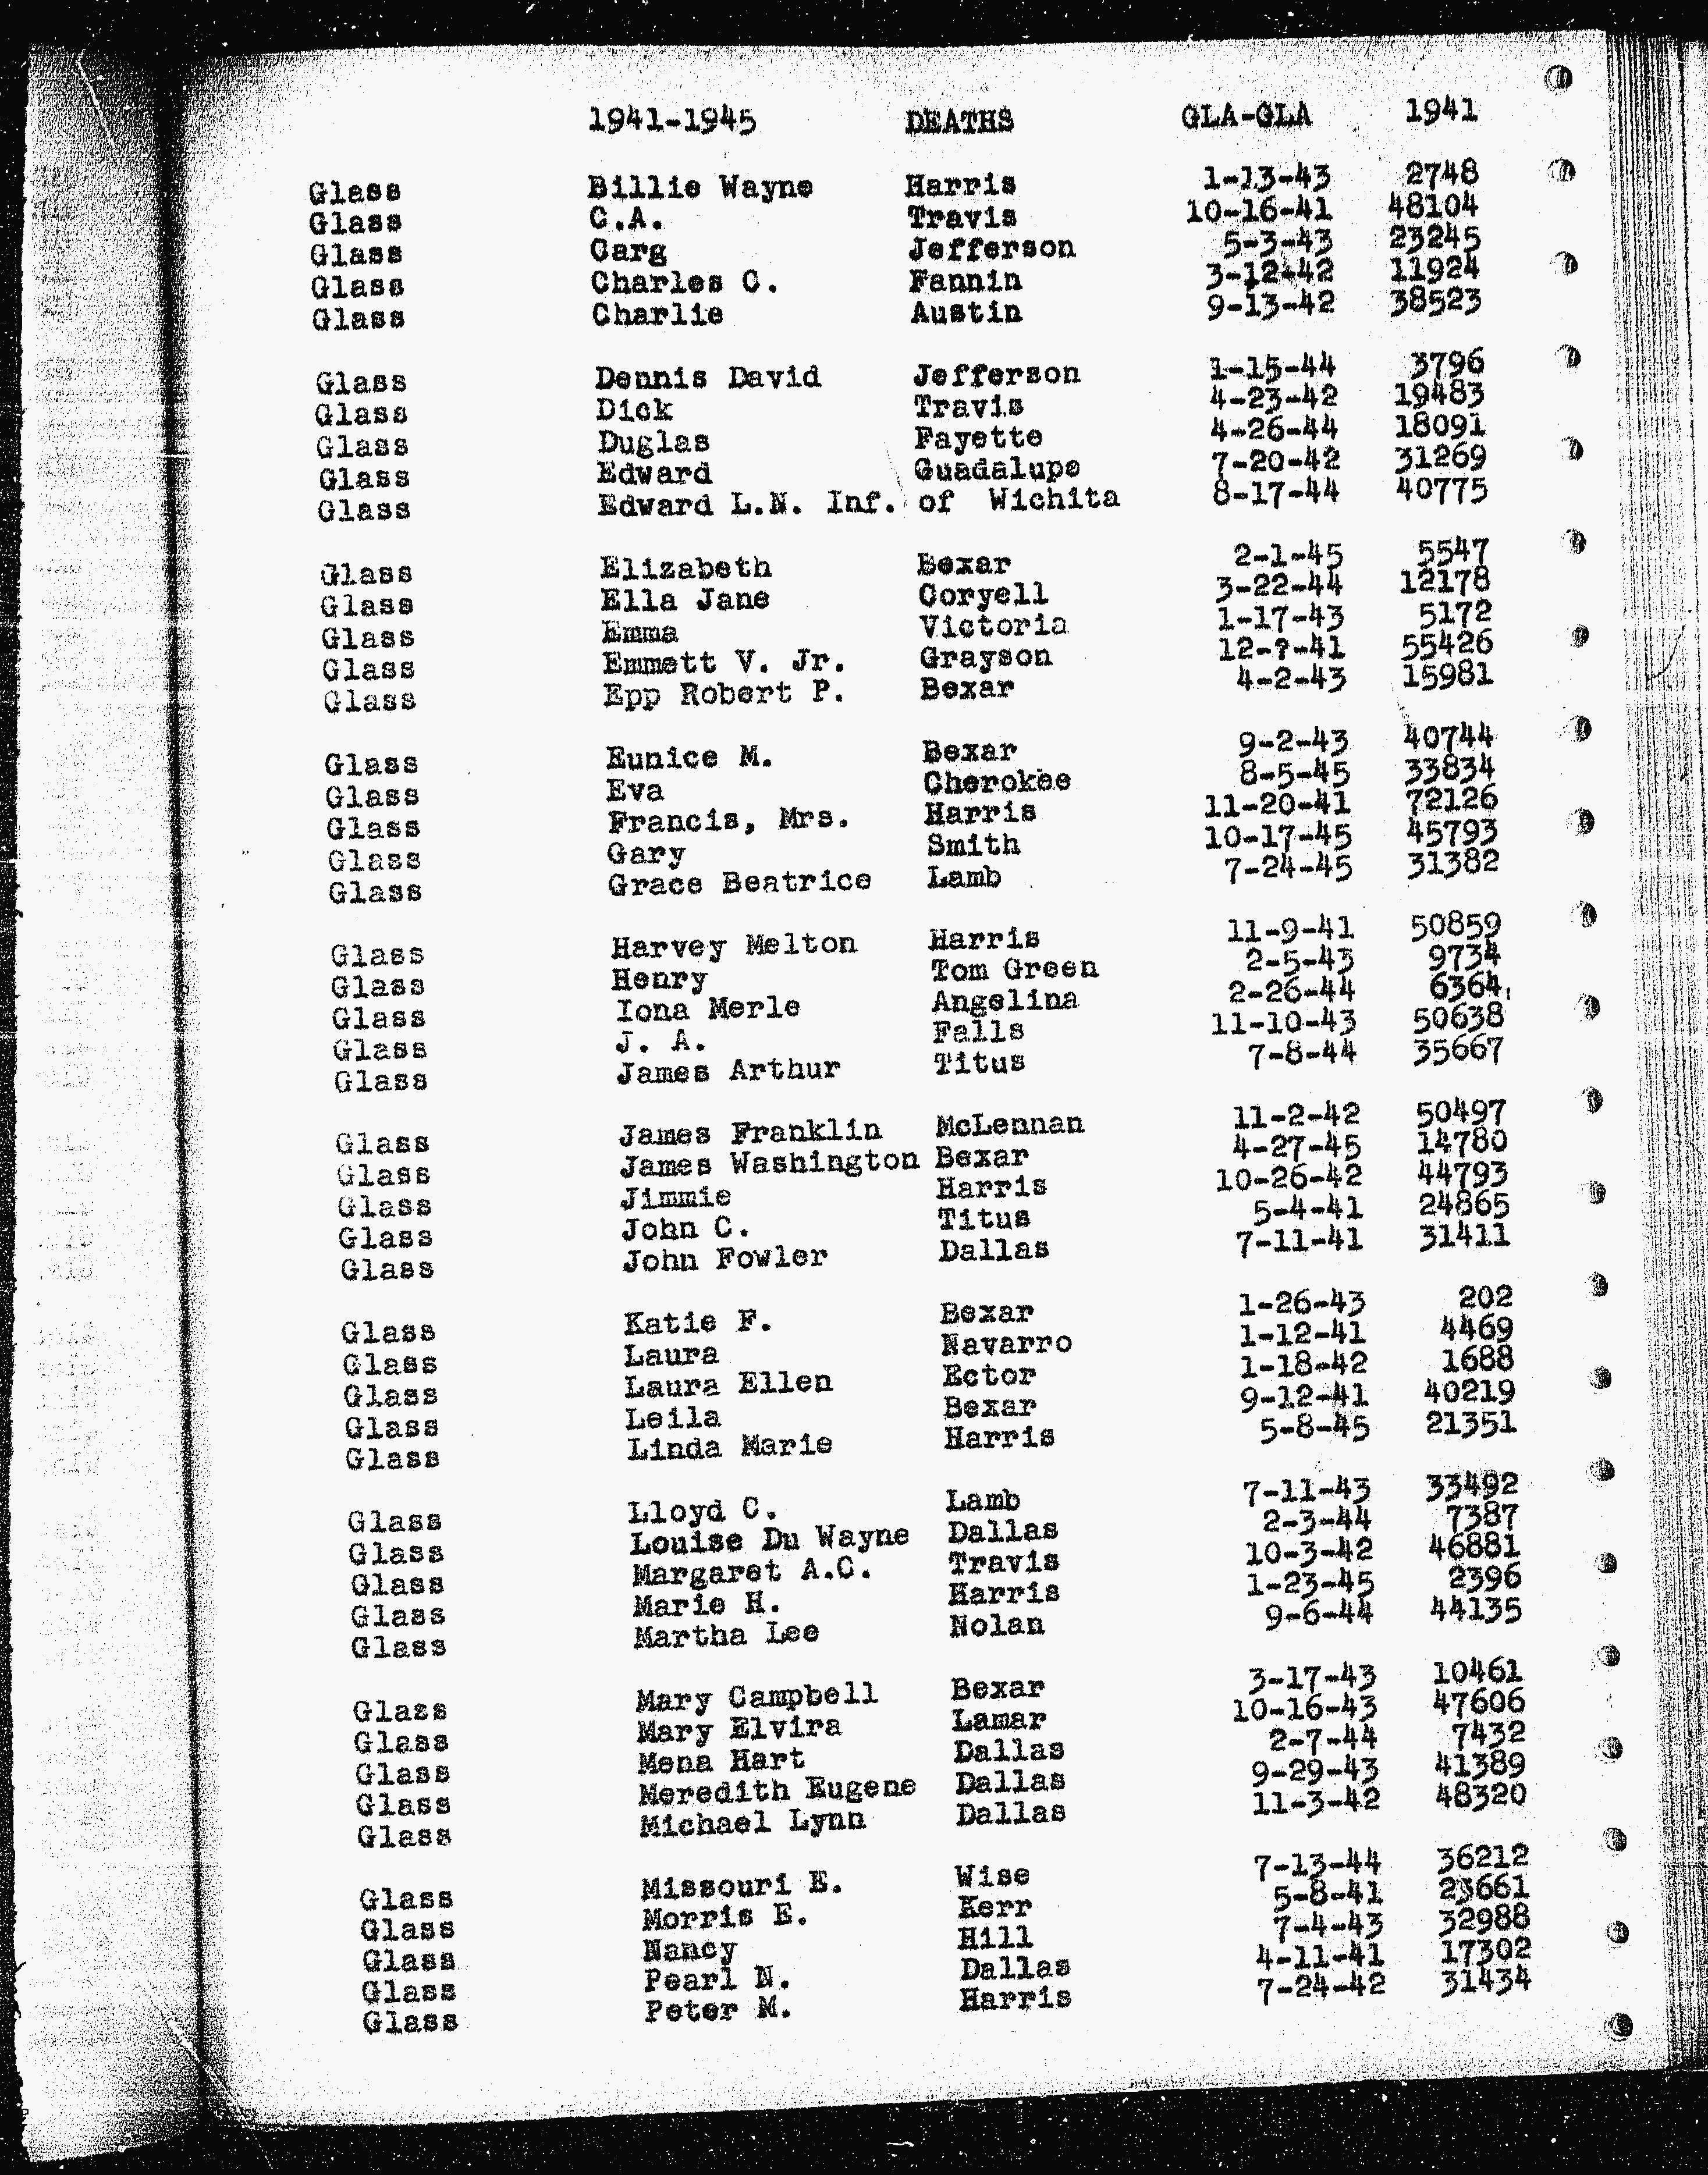 1941-1945 DEATHS GLA-GLA 1941
Glass Billie Wayne Harris 1-13-43 2748
Glass C.A. Travis 10-16-41 48104
Glass Carg Jefferson 5-3-43 23245
Glass Charles C. Fannin 3-12-42 11924
Glass Charlie Austin 9-13-42 38523
Glass Dennis David Jefferson 1-15-44 3796
Glass Dick Travis 4-23-42 19483
Glass Duglas Fayette 4-26-44 18091
Glass Edward Guadalupe 7-20-42 31269
Glass Edward L.N. Inf. of Wichita 8-17-44 40775
Glass Elizabeth Bexar 2-1-45 5547
Glass Ella Jane Coryell 3-22-44 12178
Glass Emma Victoria 1-17-43 5172
Glass Emmett V. Jr. Grayson 12-?-41 55426
Glass Epp Robert P. Bexar 4-2-43 15981
Glass Eunice M. Bexar 9-2-43 40744
Glass Eva Cherokee 8-5-45 33834
Glass Francis, Mrs. Harris 11-20-41 72126
Glass Gary Smith 10-17-45 45793
Glass Grace Beatrice Lamb 7-24-45 31382
Glass Harvey Melton Harris 11-9-41 50859
Glass Henry Tom Green 2-5-43 9734
Glass Iona Merle Angelina 2-26-44 6364
Glass J. A. Falls 11-10-43 50638
Glass James Arthur Titus 7-8-44 35667
Glass James Franklin McLennan 11-2-42 50497
Glass James Washington Bexar 4-27-45 14780
Glass Jimmie Harris 10-26-42 44793
Glass John C. Titus 5-4-41 24865
Glass John Fowler Dallas 7-11-41 31411
Glass Katie F. Bexar 1-26-43 202
Glass Laura Navarro 1-12-41 4469
Glass Laura Ellen Ector 1-18-42 1688
Glass Leila Bexar 9-12-41 40219
Glass Linda Marie Harris 5-8-45 21351
Glass Lloyd C. Lamb 7-11-43 33492
Glass Louise Du Wayne Dallas 2-3-44 7387
Glass Margaret A.C. Travis 10-3-42 46881
Glass Marie H. Harris 1-23-45 2396
Glass Martha Lee Nolan 9-6-44 44135
Glass Mary Campbell Bexar 3-17-43 10461
Glass Mary Elvira Lamar 10-16-43 47606
Glass Mena Hart Dallas 2-7-44 7432
Glass Meredith Eugene Dallas 9-29-43 41389
Glass Michael Lynn Dallas 11-3-42 48320
Glass Missouri E. Wise 7-13-44 36212
Glass Morris E. Kerr 5-8-41 23661
Glass Nancy Hill 7-4-43 32988
Glass Pearl N. Dallas 4-11-41 17302
Glass Peter M. Harris 7-24-42 31434